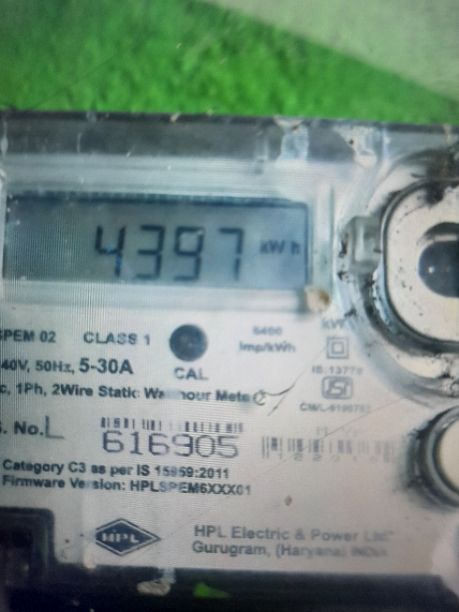 4397 kWh
SPEM 02 CLASS 1 6400
imp/kWh
240V, 50Hz, 5-30A CAL
IS:13779
1Ph, 2Wire Static
S. No. L 616905
Category C3 as per IS 15959:2011
Firmware Version: HPLSPEM6XXX01
HPL
HPL Electric & Power Ltd
Gurugram, (Haryana) INDIA